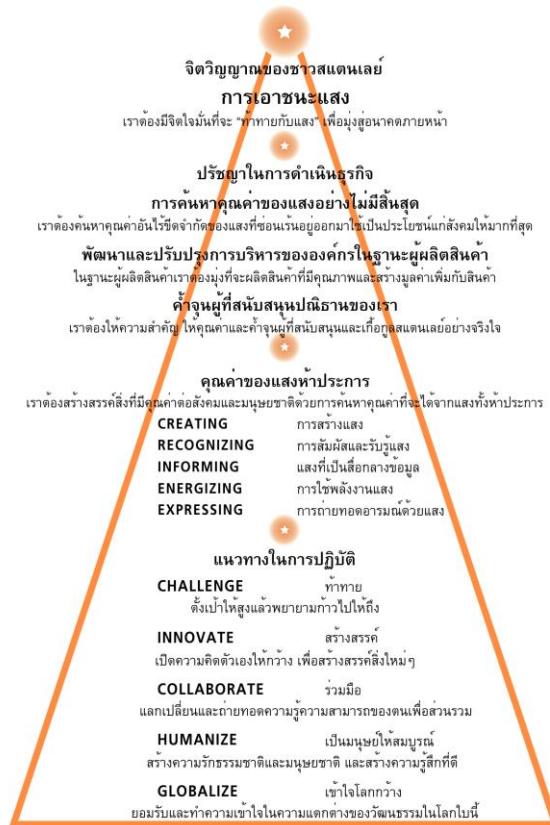 จิตวิญญาณของชาวสแตนเลย์
การเอาชนะแสง
เราต้องมีจิตใจมั่นที่จะ “ท้าทายกับแสง” เพื่อมุ่งสู่อนาคตภายหน้า
ปรัชญาในการดำเนินธุรกิจ
การค้นหาคุณค่าของแสงอย่างไม่มีสิ้นสุด
เราต้องค้นหาคุณค่าอันไร้ขีดจำกัดของแสงที่ซ่อนเร้นอยู่ออกมาใช้เป็นประโยชน์แก่สังคมให้มากที่สุด
พัฒนาและปรับปรุงการบริหารขององค์กรในฐานะผู้ผลิตสินค้า
ในฐานะผู้ผลิตสินค้าเราต้องมุ่งที่จะผลิตสินค้าที่มีคุณภาพและสร้างมูลค่าเพิ่มกับสินค้า
ค้ำจุนผู้ที่สนับสนุนปณิธานของเรา
เราต้องให้ความสำคัญ ให้คุณค่าและค้ำจุนผู้ที่สนับสนุนและเกื้อกูลสแตนเลย์อย่างจริงใจ
คุณค่าของแสงห้าประการ
เราต้องสร้างสรรค์สิ่งที่มีคุณค่าต่อสังคมและมนุษยชาติด้วยการค้นหาคุณค่าที่จะได้จากแสงทั้งห้าประการ
CREATING การสร้างแสง
RECOGNIZING การสัมผัสและรับรู้แสง
INFORMING แสงที่เป็นสื่อกลางข้อมูล
ENERGIZING การใช้พลังงานแสง
EXPRESSING การถ่ายทอดอารมณ์ด้วยแสง
แนวทางในการปฏิบัติ
CHALLENGE ท้าทาย
ตั้งเป้าให้สูงแล้วพยายามก้าวไปให้ถึง
INNOVATE สร้างสรรค์
เปิดความคิดตัวเองให้กว้าง เพื่อสร้างสรรค์สิ่งใหม่ๆ
COLLABORATE ร่วมมือ
แลกเปลี่ยนและถ่ายทอดความรู้ความสามารถของตนเพื่อส่วนรวม
HUMANIZE เป็นมนุษย์ให้สมบูรณ์
สร้างความรักธรรมชาติและมนุษยชาติ และสร้างความรู้สึกที่ดี
GLOBALIZE เข้าใจโลกกว้าง
ยอมรับและทำความเข้าใจในความแตกต่างของวัฒนธรรมในโลกใบนี้